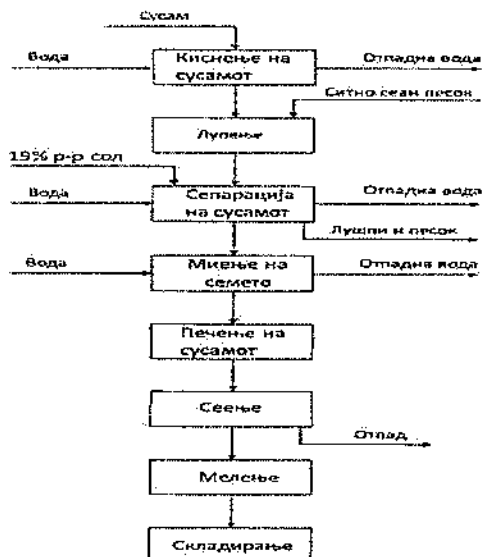 Сусам
Вода
Киснење на
сусамот
Отпадна вода
Ситно сеан песок
Лупење
19% р-р сол
Вода
Сепарација
на сусамот
Отпадна вода
Лушпи и песок
Вода
Миење на
семето
Отпадна вода
Печење на
сусамот
Сеење
Отпад
Мелење
Складирање